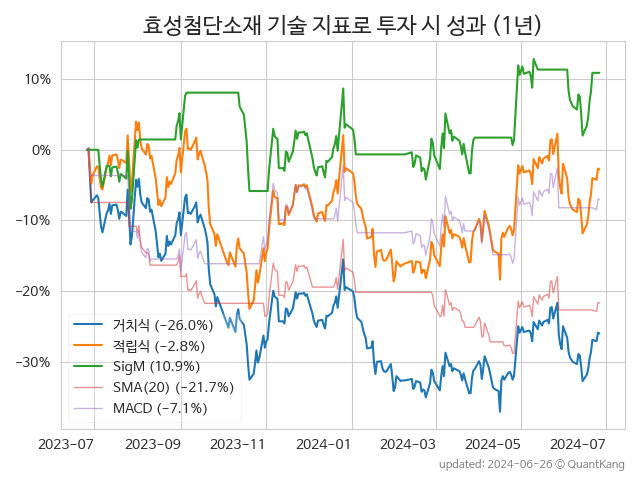 효성첨단소재 기술 지표로 투자 시 성과 (1년)
10%
0%
−10%
−20%
−30%
거치식 (−26.0%)
적립식 (−2.8%)
SigM (10.9%)
SMA(20) (−21.7%)
MACD (−7.1%)
2023-07 2023-09 2023-11 2024-01 2024-03 2024-05 2024-07
updated: 2024-06-26 © QuantKang